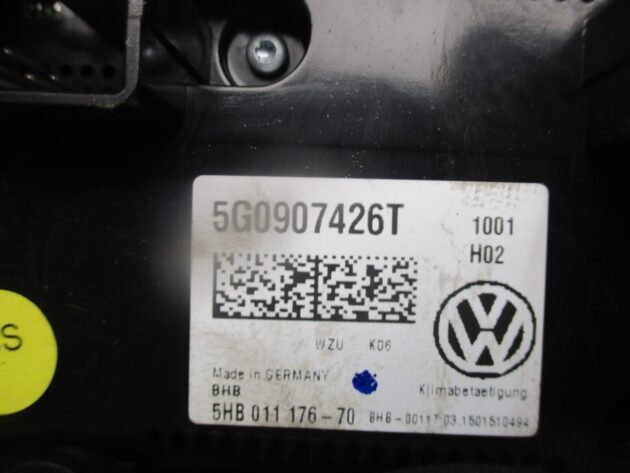 5G0907426T
1001
H02
WZU K06
Made in GERMANY
BHB
Klimabetaetigung
5HB 011 176-70
BHB-00117 03.1501510494
S